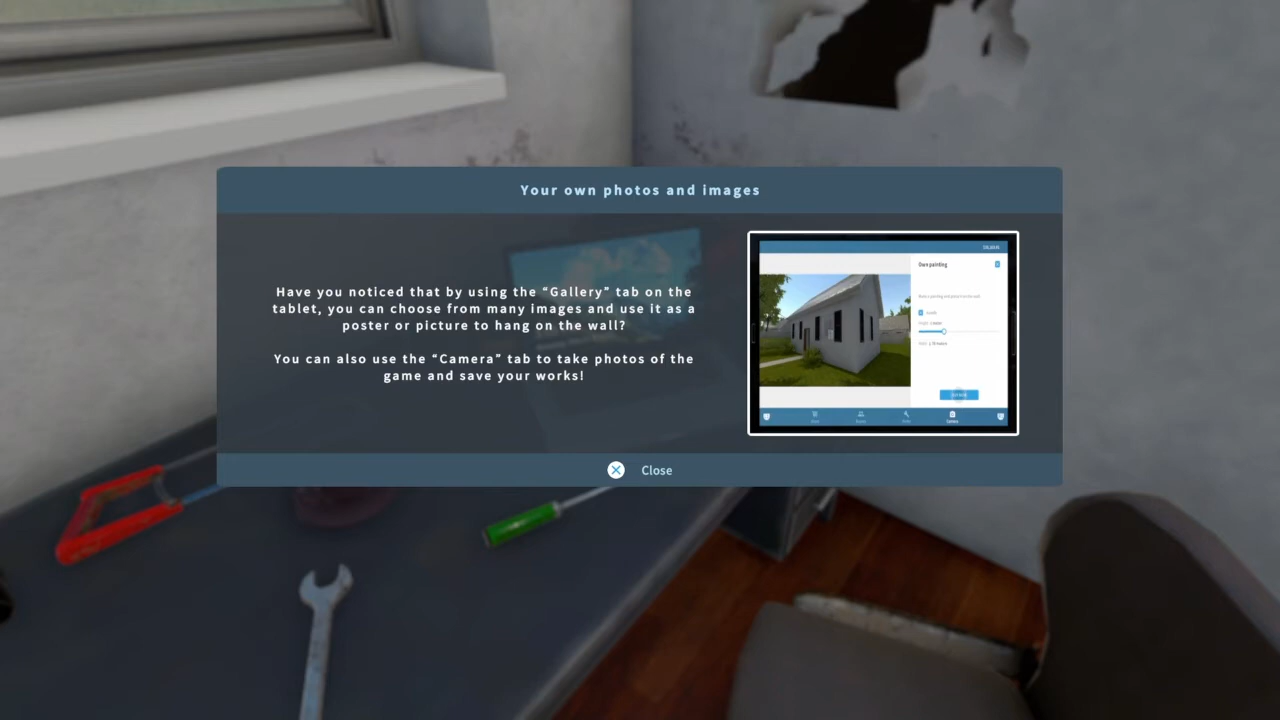 Your own photos and images
Have you noticed that by using the “Gallery” tab on the
tablet, you can choose from many images and use it as a
poster or picture to hang on the wall?
You can also use the “Camera” tab to take photos of the
game and save your works!
Own painting
Close